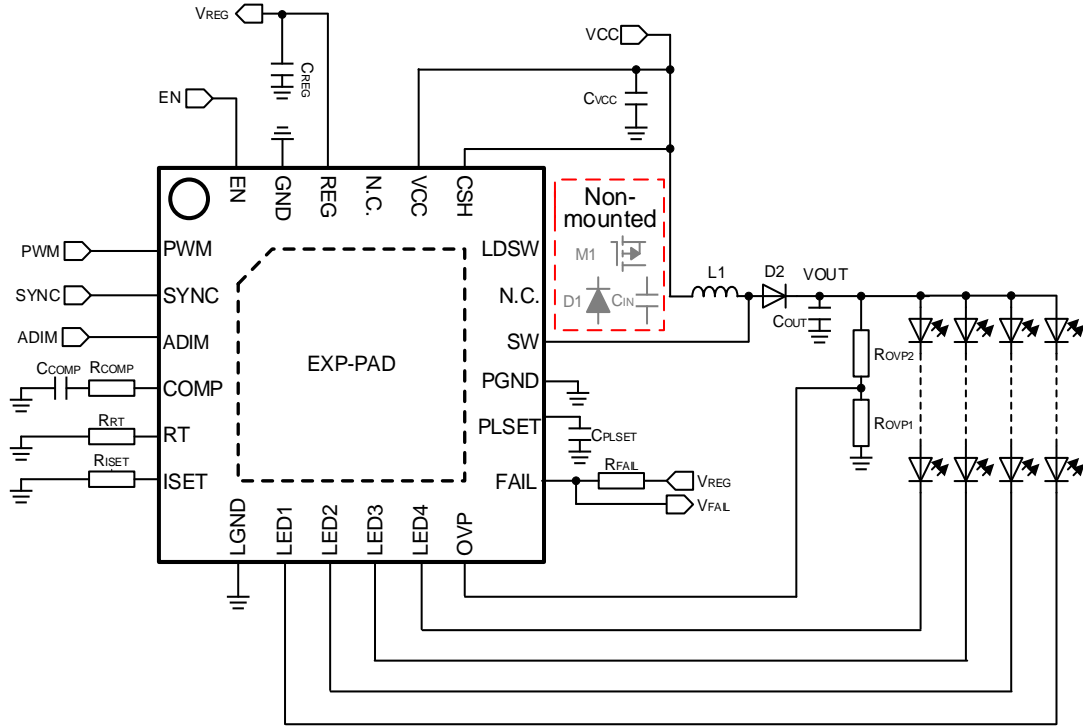 VREG
VCC
CREG
CVCC
EN
EN
GND
REG
N.C.
VCC
CSH
Non-
mounted
M1
D1
CIN
PWM
PWM
LDSW
SYNC
SYNC
N.C.
L1
D2
VOUT
COUT
ADIM
ADIM
SW
EXP-PAD
ROVP2
CCOMP
RCOMP
COMP
PGND
RRT
RT
PLSET
CPLSET
ROVP1
RISET
ISET
FAIL
RFAIL
VREG
VFAIL
LGND
LED1
LED2
LED3
LED4
OVP